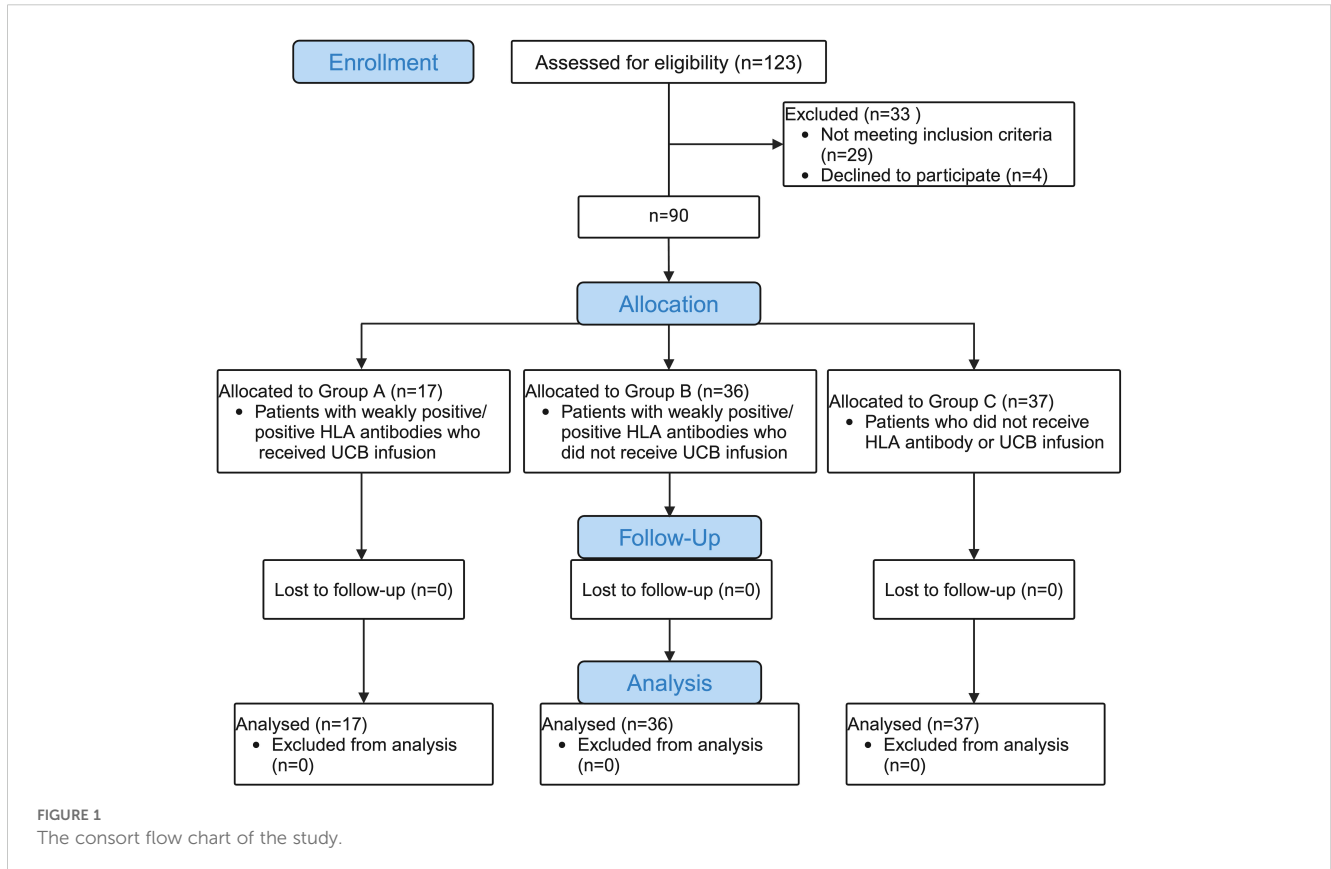 Enrollment
Assessed for eligibility (n=123)
Excluded (n=33 )
• Not meeting inclusion criteria
(n=29)
• Declined to participate (n=4)
n=90
Allocation
Allocated to Group A (n=17)
• Patients with weakly positive/
positive HLA antibodies who
received UCB infusion
Allocated to Group B (n=36)
• Patients with weakly positive/
positive HLA antibodies who
did not receive UCB infusion
Allocated to Group C (n=37)
• Patients who did not receive
HLA antibody or UCB infusion
Follow-Up
Lost to follow-up (n=0)
Lost to follow-up (n=0)
Lost to follow-up (n=0)
Analysis
Analysed (n=17)
• Excluded from analysis
(n=0)
Analysed (n=36)
• Excluded from analysis
(n=0)
Analysed (n=37)
• Excluded from analysis
(n=0)
FIGURE 1
The consort flow chart of the study.